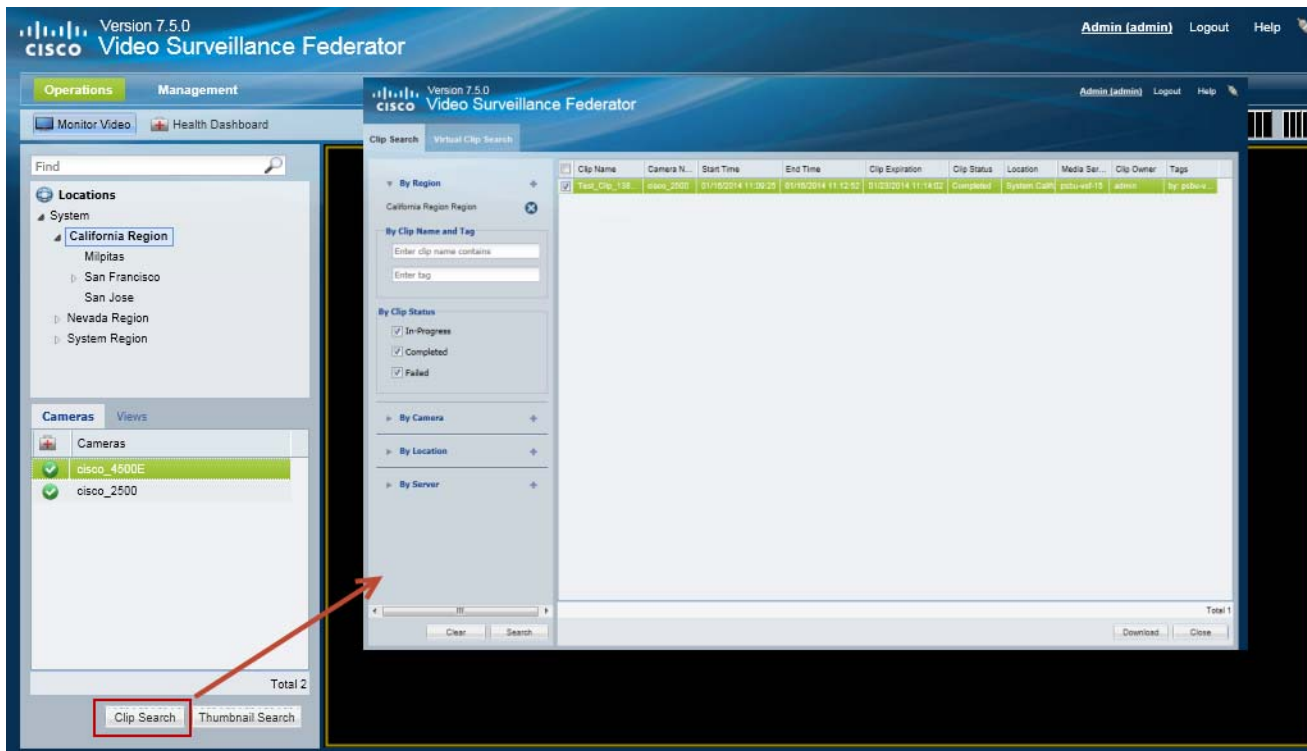 Version 7.5.0
CISCO Video Surveillance Federator
Admin (admin) Logout Help
Operations Management
Monitor Video Health Dashboard
Find
Locations
System
California Region
Milpitas
San Francisco
San Jose
Nevada Region
System Region
Cameras Views
Cameras
cisco_4500E
cisco_2500
Total 2
Clip Search Thumbnail Search
Version 7.5.0
CISCO Video Surveillance Federator
Admin (admin) Logout Help
Clip Search Virtual Clip Search
By Region
California Region Region
By Clip Name and Tag
Enter clip name contains
Enter tag
By Clip Status
In-Progress
Completed
Failed
By Camera
By Location
By Server
Clear Search
Clip Name Camera N... Start Time End Time Clip Expiration Clip Status Location Media Ser... Clip Owner Tags
Test_Clip_138... cisco_2500 01/16/2014 11:09:25 01/16/2014 11:12:52 01/23/2014 11:14:02 Completed System Calif admin
Total 1
Download Close